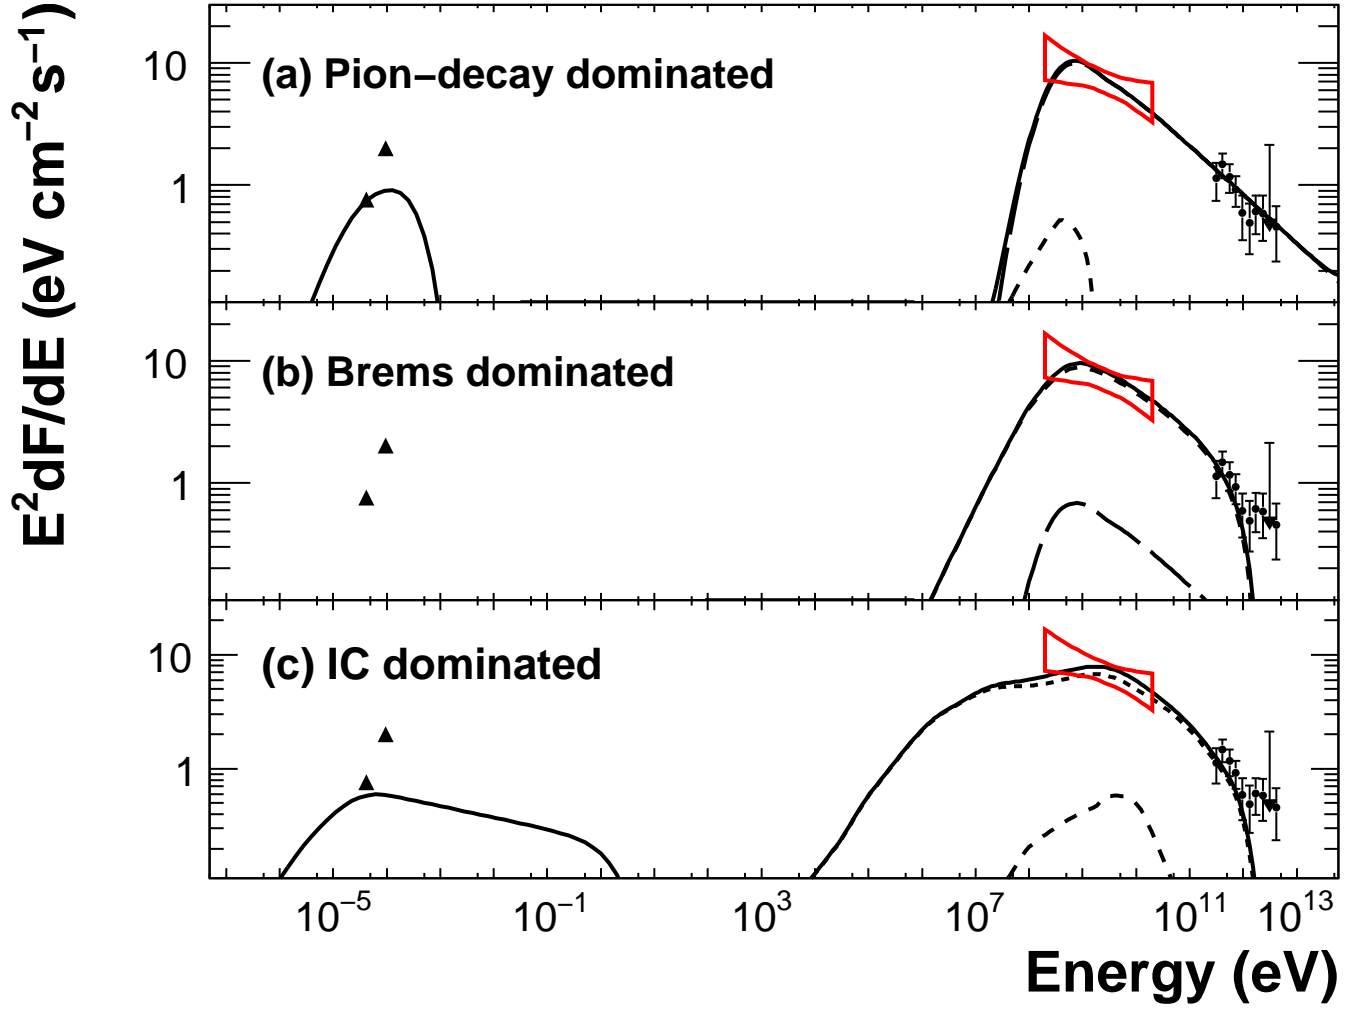 E²dF/dE (eV cm⁻² s⁻¹)
(a) Pion−decay dominated
10
1
(b) Brems dominated
10
1
(c) IC dominated
10
1
10⁻⁵ 10⁻¹ 10³ 10⁷ 10¹¹ 10¹³
Energy (eV)